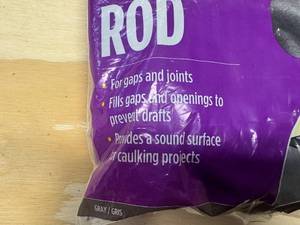 ROD
• For gaps and joints
• Fills gaps and openings to
prevent drafts
• Provides a sound surface
for caulking projects
GRAY / GRIS